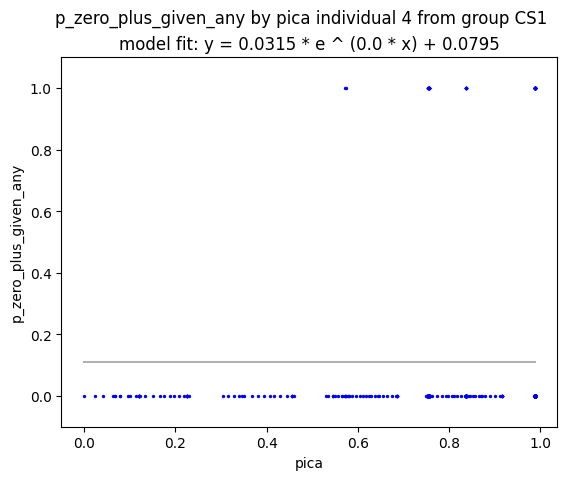 p_zero_plus_given_any by pica individual 4 from group CS1
model fit: y = 0.0315 * e ^ (0.0 * x) + 0.0795
p_zero_plus_given_any
1.0
0.8
0.6
0.4
0.2
0.0
0.0 0.2 0.4 0.6 0.8 1.0
pica